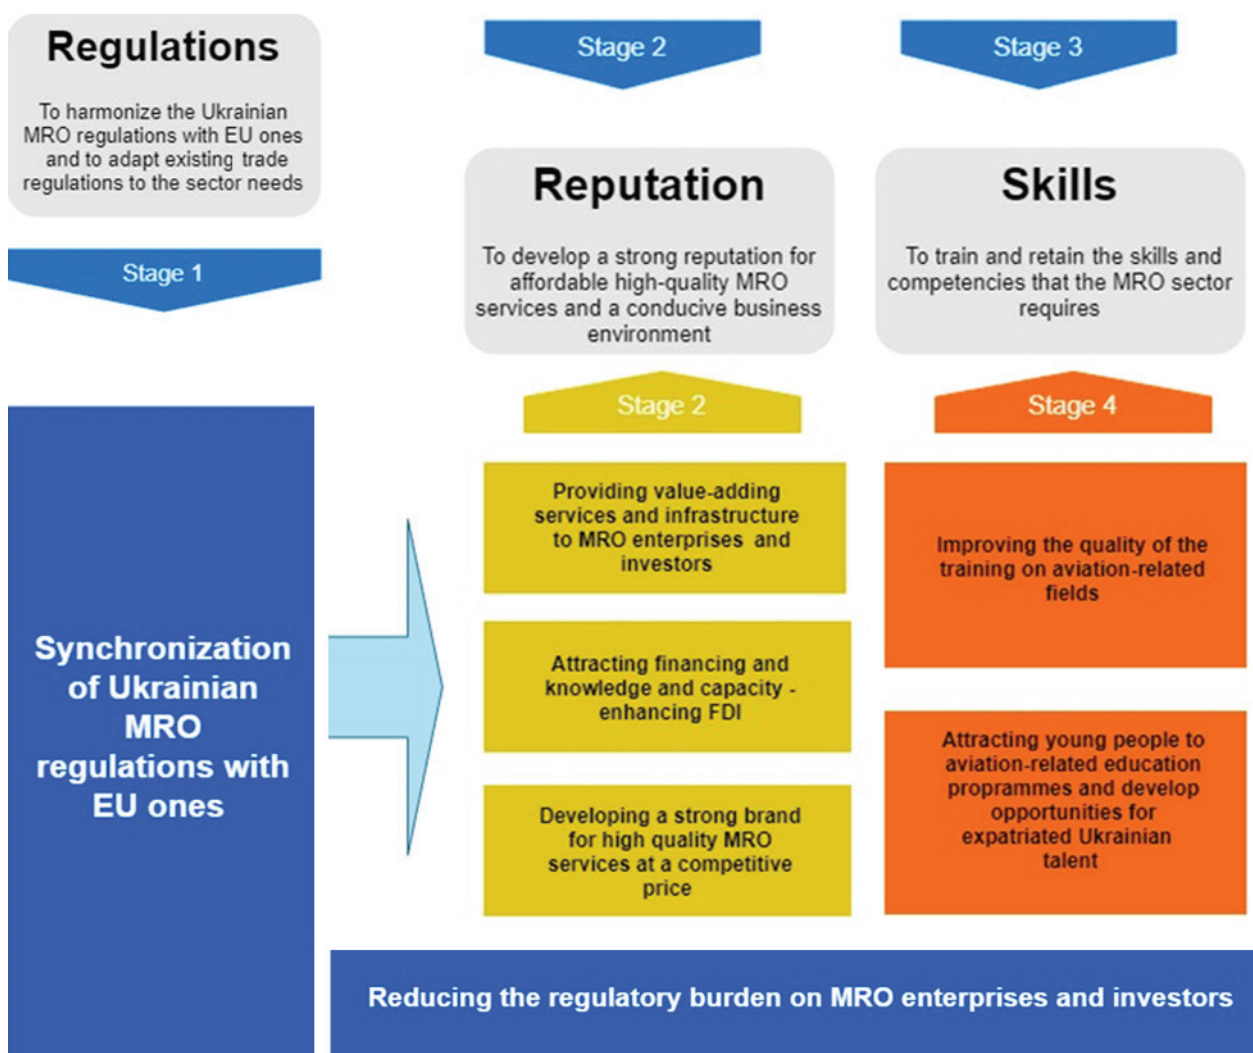 Regulations
To harmonize the Ukrainian
MRO regulations with EU ones
and to adapt existing trade
regulations to the sector needs
Stage 1
Synchronization
of Ukrainian
MRO
regulations with
EU ones
Stage 2
Reputation
To develop a strong reputation for
affordable high-quality MRO
services and a conducive business
environment
Stage 2
Providing value-adding
services and infrastructure
to MRO enterprises and
investors
Attracting financing and
knowledge and capacity -
enhancing FDI
Developing a strong brand
for high quality MRO
services at a competitive
price
Stage 3
Skills
To train and retain the skills and
competencies that the MRO sector
requires
Stage 4
Improving the quality of the
training on aviation-related
fields
Attracting young people to
aviation-related education
proprammes and develop
opportunities for
expatriated Ukrainian
talent
Reducing the regulatory burden on MRO enterprises and investors